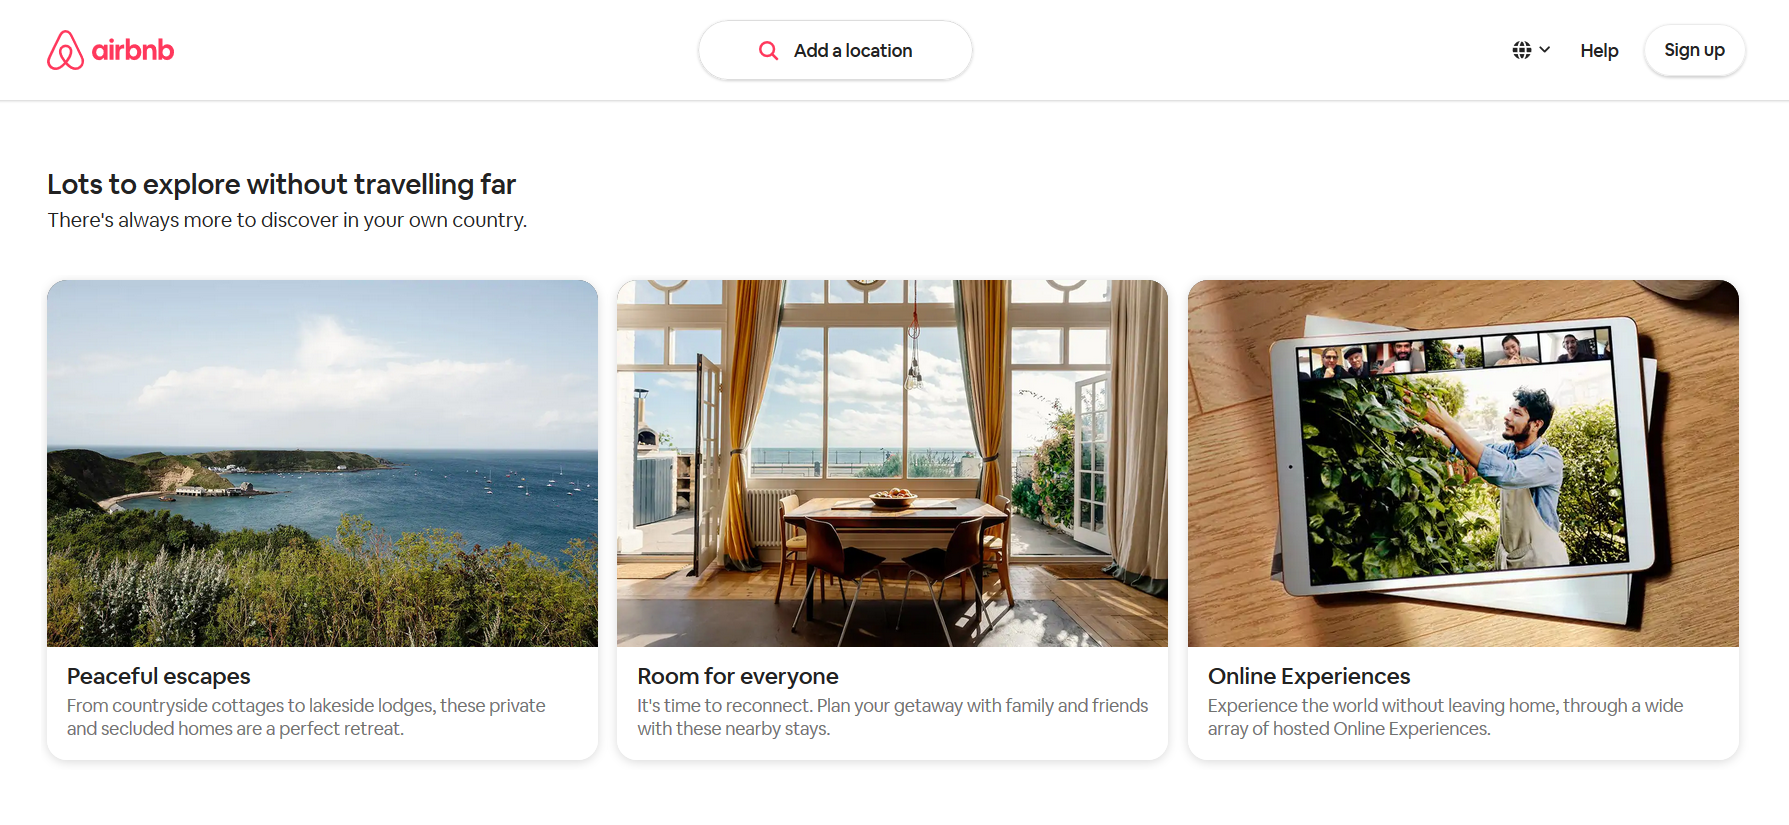 airbnb
Add a location
Help
Sign up
Lots to explore without travelling far
There's always more to discover in your own country.
Peaceful escapes
From countryside cottages to lakeside lodges, these private
and secluded homes are a perfect retreat.
Room for everyone
It's time to reconnect. Plan your getaway with family and friends
with these nearby stays.
Online Experiences
Experience the world without leaving home, through a wide
array of hosted Online Experiences.